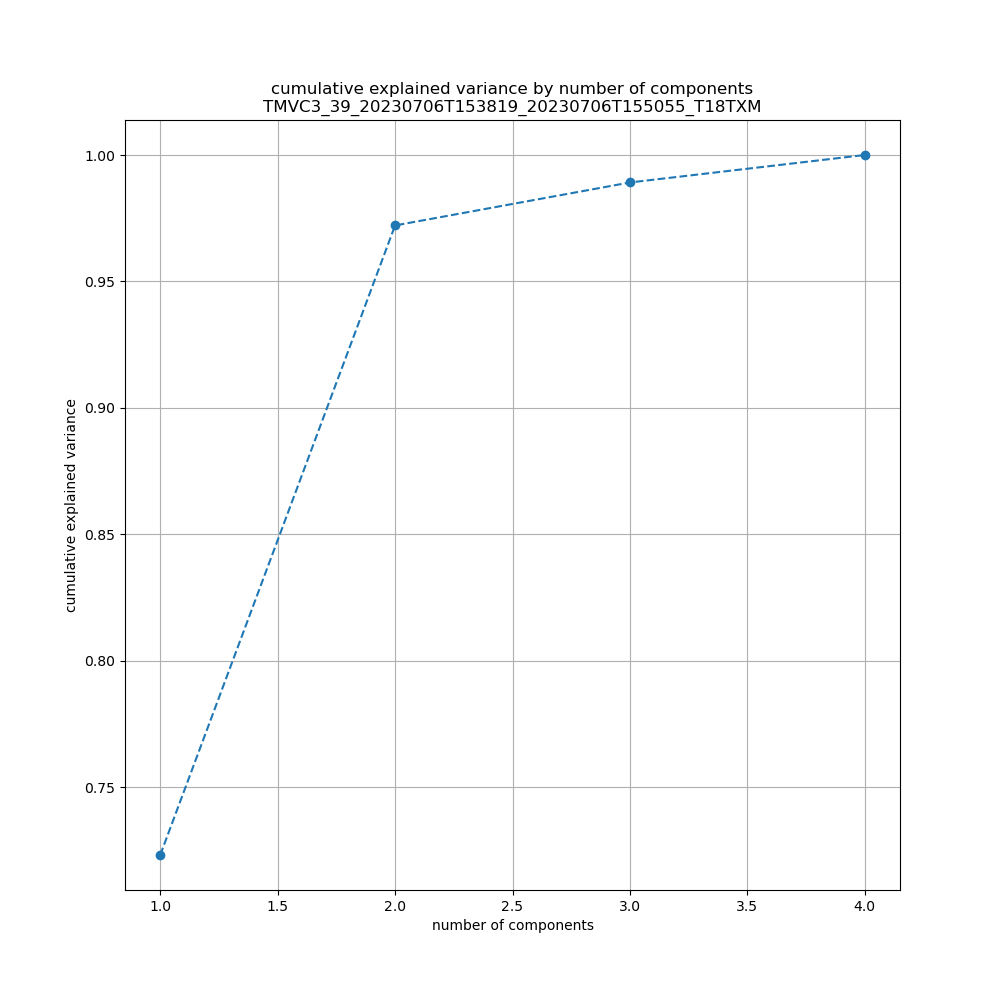 cumulative explained variance by number of components
TMVC3_39_20230706T153819_20230706T155055_T18TXM
cumulative explained variance
1.00
0.95
0.90
0.85
0.80
0.75
1.0 1.5 2.0 2.5 3.0 3.5 4.0
number of components